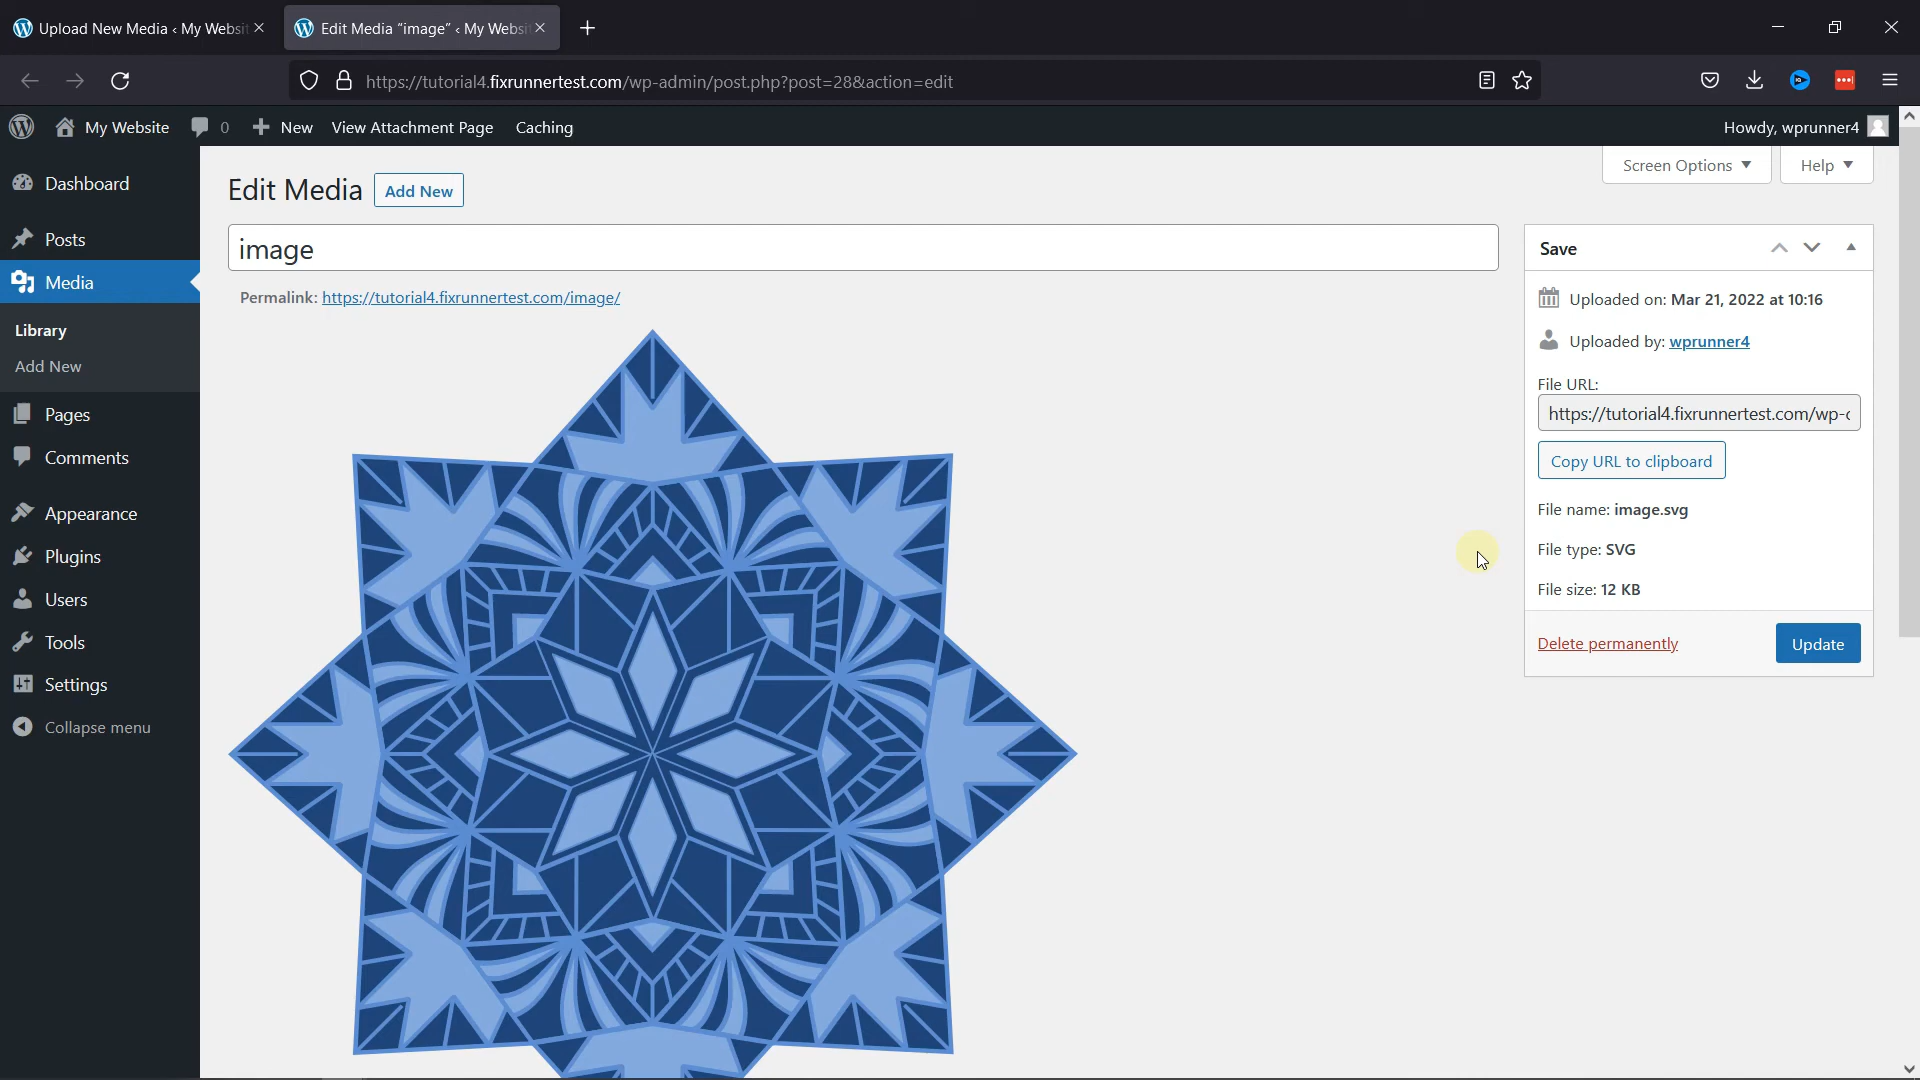 Upload New Media ‹ My Websit
Edit Media “image” ‹ My Websi
https://tutorial4.fixrunnertest.com/wp-admin/post.php?post=28&action=edit
My Website 0 New View Attachment Page Caching
Howdy, wprunner4
Screen Options Help
Dashboard
Posts
Media
Library
Add New
Pages
Comments
Appearance
Plugins
Users
Tools
Settings
Collapse menu
Edit Media Add New
image
Permalink: https://tutorial4.fixrunnertest.com/image/
Save
Uploaded on: Mar 21, 2022 at 10:16
Uploaded by: wprunner4
File URL:
https://tutorial4.fixrunnertest.com/wp-c
Copy URL to clipboard
File name: image.svg
File type: SVG
File size: 12 KB
Delete permanently Update